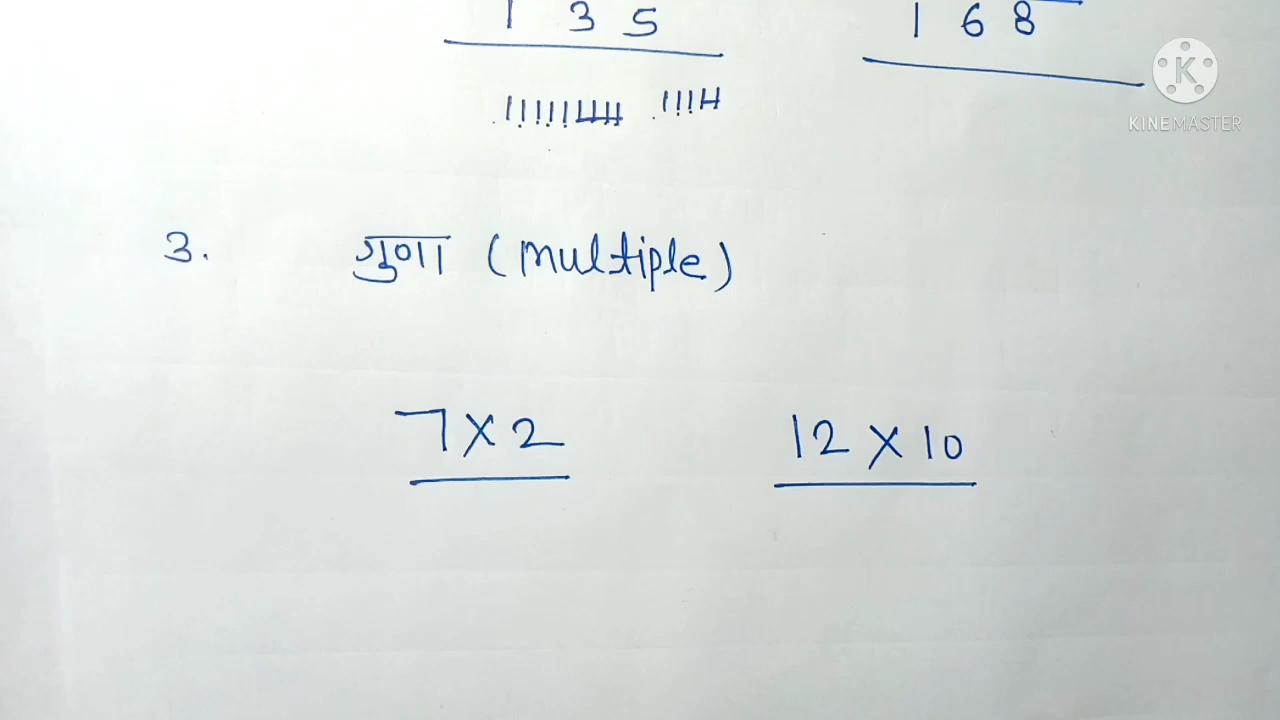 1 3 5 1 6 8
K
KINEMASTER
3. गुणा (multiple)
7 x 2 12 x 10